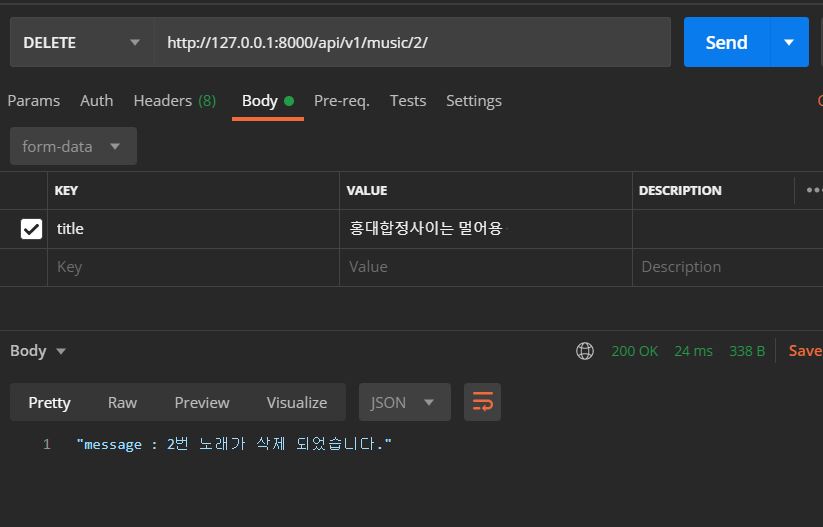 DELETE http://127.0.0.1:8000/api/v1/music/2/ Send
Params Auth Headers (8) Body Pre-req. Tests Settings
form-data
KEY VALUE DESCRIPTION
title 홍대합정사이는 멀어용
Key Value Description
Body 200 OK 24 ms 338 B Save
Pretty Raw Preview Visualize JSON
1 "message : 2번 노래가 삭제 되었습니다."